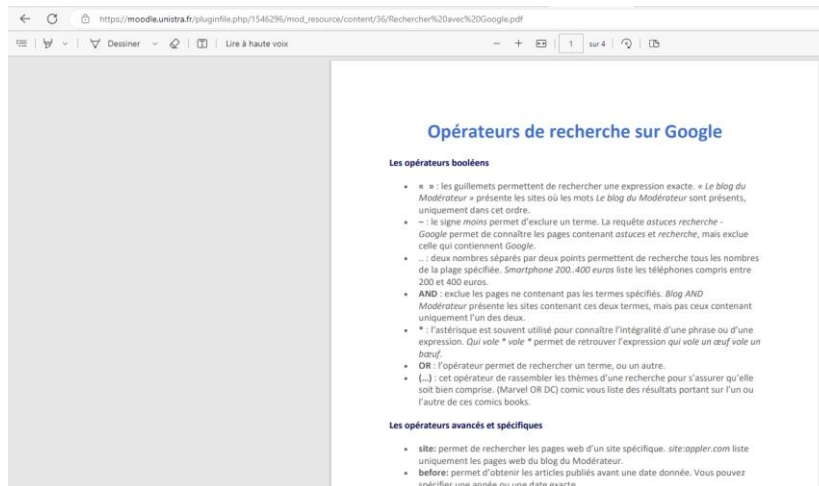 https://moodle.unistra.fr/pluginfile.php/1546296/mod_resource/content/36/Rechercher%20avec%20Google.pdf
Dessiner
Lire à haute voix
1 sur 4
Opérateurs de recherche sur Google
Les opérateurs booléens
• « » : les guillemets permettent de rechercher une expression exacte. « Le blog du
Modérateur » présente les sites où les mots Le blog du Modérateur sont présents,
uniquement dans cet ordre.
• – : le signe moins permet d'exclure un terme. La requête astuces recherche -
Google permet de connaître les pages contenant astuces et recherche, mais exclue
celle qui contiennent Google.
• .. : deux nombres séparés par deux points permettent de recherche tous les nombres
de la plage spécifiée. Smartphone 200..400 euros liste les téléphones compris entre
200 et 400 euros.
• AND : exclue les pages ne contenant pas les termes spécifiés. Blog AND
Modérateur présente les sites contenant ces deux termes, mais pas ceux contenant
uniquement l'un des deux.
• * : l'astérisque est souvent utilisé pour connaître l'intégralité d'une phrase ou d'une
expression. Qui vole * vole * permet de retrouver l'expression qui vole un œuf vole un
bœuf.
• OR : l'opérateur permet de rechercher un terme, ou un autre.
• (...) : cet opérateur de rassembler les thèmes d'une recherche pour s'assurer qu'elle
soit bien comprise. (Marvel OR DC) comic vous liste des résultats portant sur l'un ou
l'autre de ces comics books.
Les opérateurs avancés et spécifiques
• site: permet de rechercher les pages web d'un site spécifique. site:appler.com liste
uniquement les pages web du blog du Modérateur.
• before: permet d'obtenir les articles publiés avant une date donnée. Vous pouvez
spécifier une année ou une date exacte.